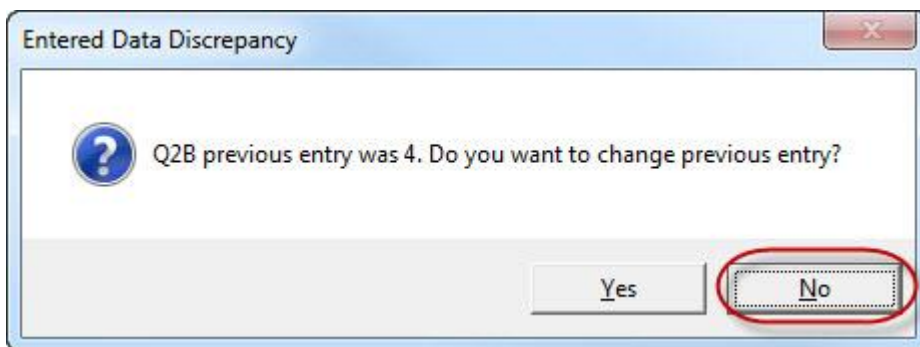 Entered Data Discrepancy
Q2B previous entry was 4. Do you want to change previous entry?
Yes
No